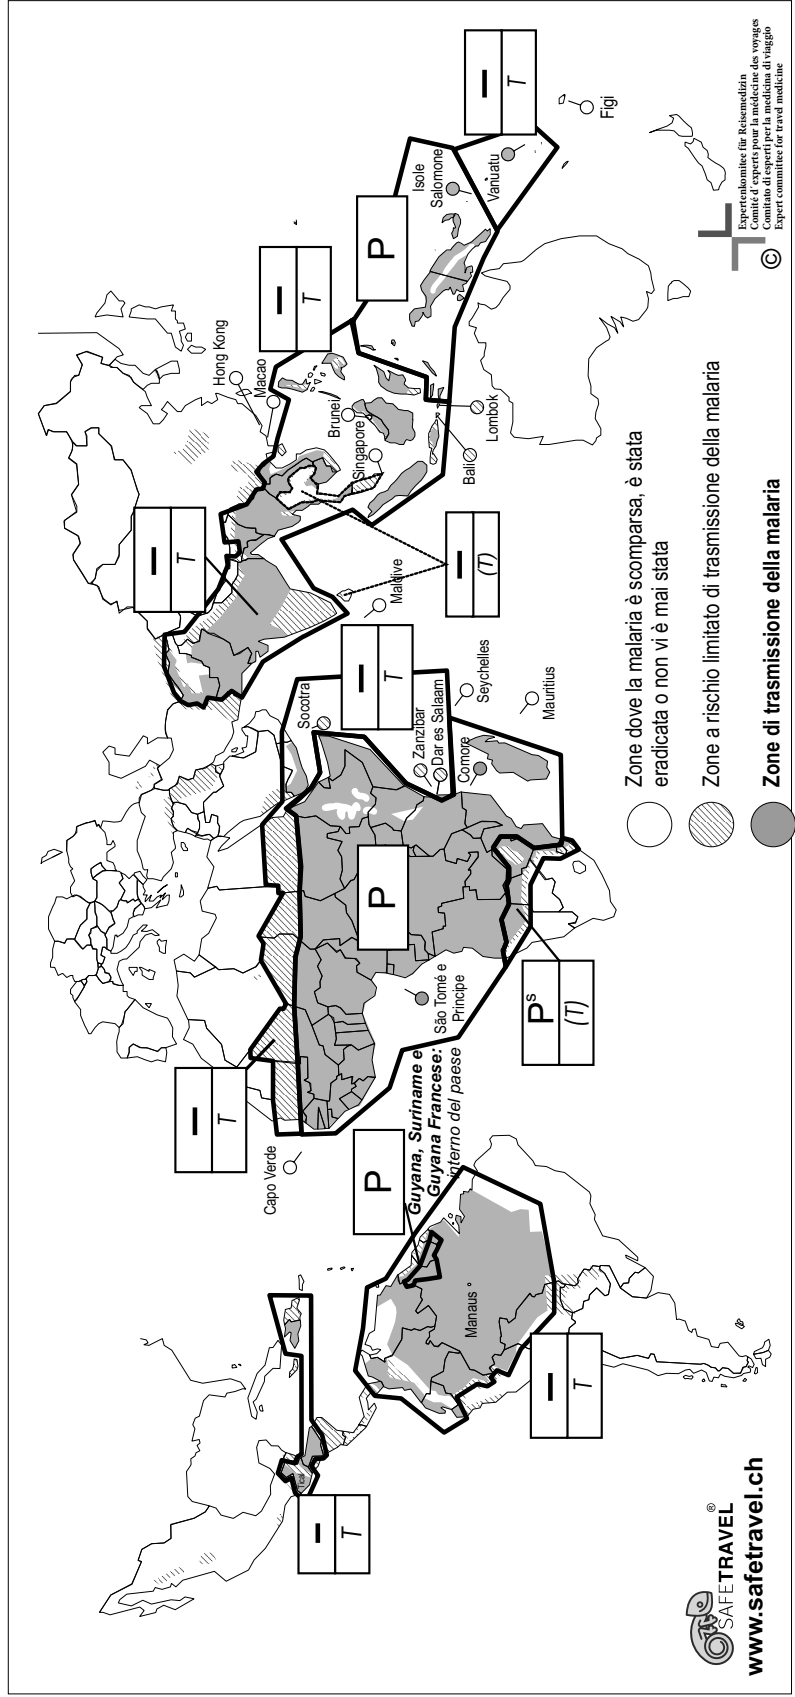 –
T
–
T
Capo Verde
–
T
Tomé e
São Tomé e
Principe
P
Guyana, Suriname e
Guyana Francese:
interno del paese
P
Manaus °
–
T
Pˢ
(T)
Socotra
–
T
Zanzibar
Dar es Salaam
Comore
Seychelles
Mauritius
–
T
Maldive
–
(T)
Hong Kong
Macao
Brunei
Singapore
Bali
Lombok
–
T
P
Isole
Salomone
Vanuatu
–
T
Figi
SAFETRAVEL®
www.safetravel.ch
Zone dove la malaria è scomparsa, è stata
eradicata o non vi è mai stata
Zone a rischio limitato di trasmissione della malaria
Zone di trasmissione della malaria
©
Expertenkomitee für Reisemedizin
Comité d'experts pour la médecine des voyages
Comitato di esperti per la medicina di viaggio
Expert committee for travel medicine